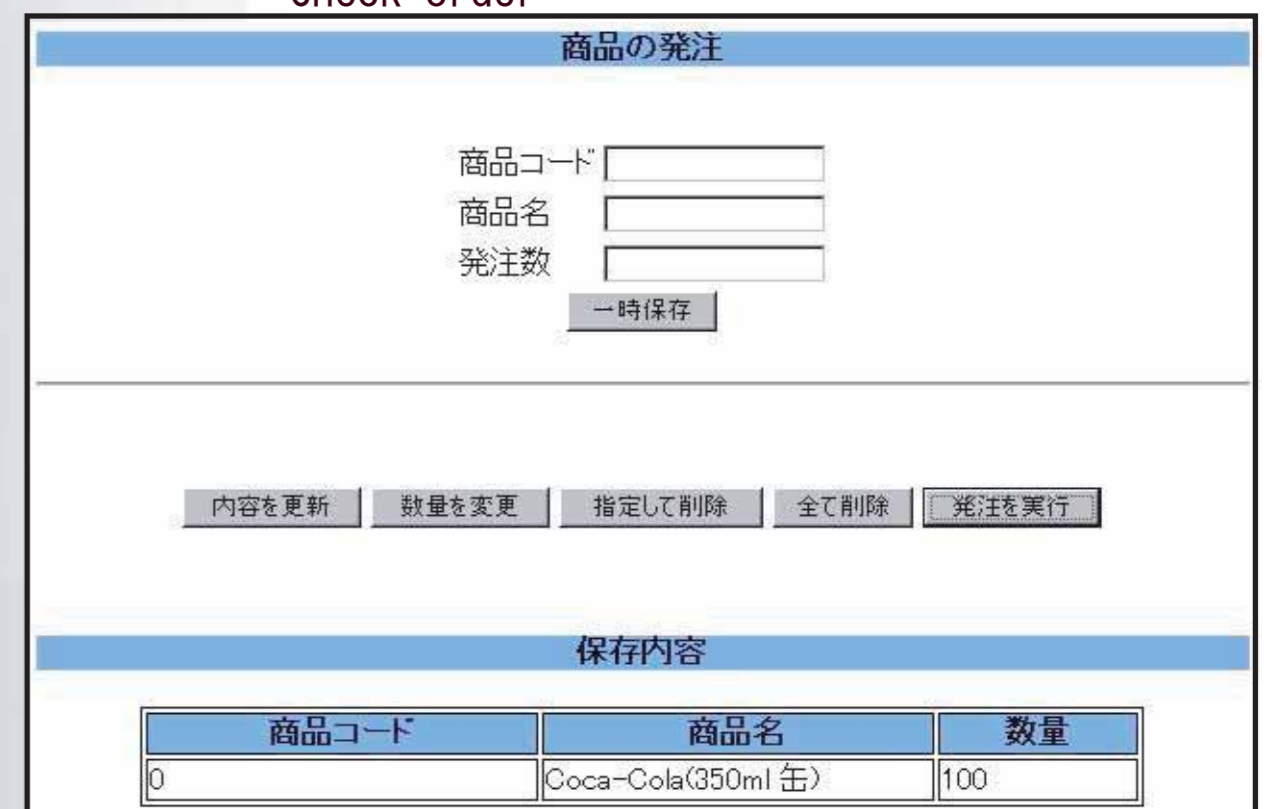 check order
商品の発注
商品コード
商品名
発注数
一時保存
内容を更新 数量を変更 指定して削除 全て削除 発注を実行
保存内容
商品コード 商品名 数量
0 Coca-Cola(350ml 缶) 100